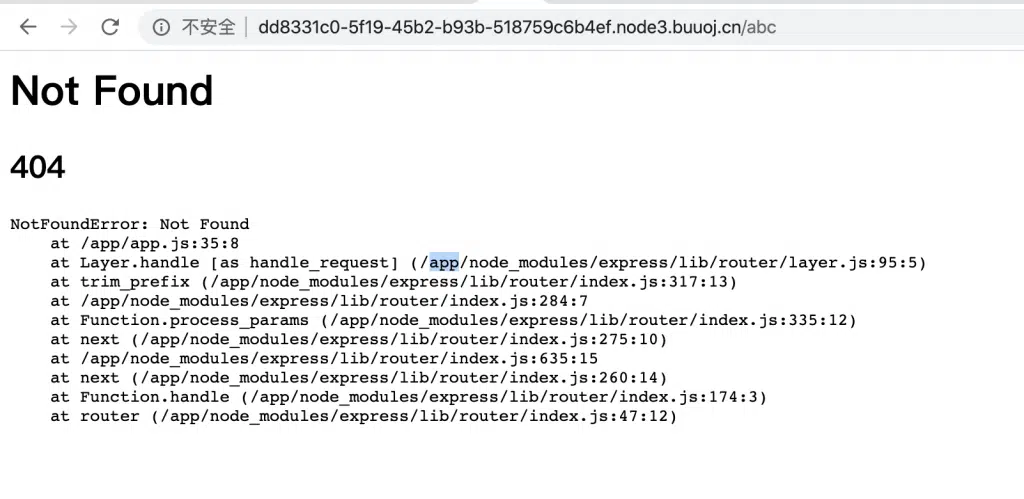 不安全 | dd8331c0-5f19-45b2-b93b-518759c6b4ef.node3.buuoj.cn/abc
Not Found
404
NotFoundError: Not Found
    at /app/app.js:35:8
    at Layer.handle [as handle_request] (/app/node_modules/express/lib/router/layer.js:95:5)
    at trim_prefix (/app/node_modules/express/lib/router/index.js:317:13)
    at /app/node_modules/express/lib/router/index.js:284:7
    at Function.process_params (/app/node_modules/express/lib/router/index.js:335:12)
    at next (/app/node_modules/express/lib/router/index.js:275:10)
    at /app/node_modules/express/lib/router/index.js:635:15
    at next (/app/node_modules/express/lib/router/index.js:260:14)
    at Function.handle (/app/node_modules/express/lib/router/index.js:174:3)
    at router (/app/node_modules/express/lib/router/index.js:47:12)